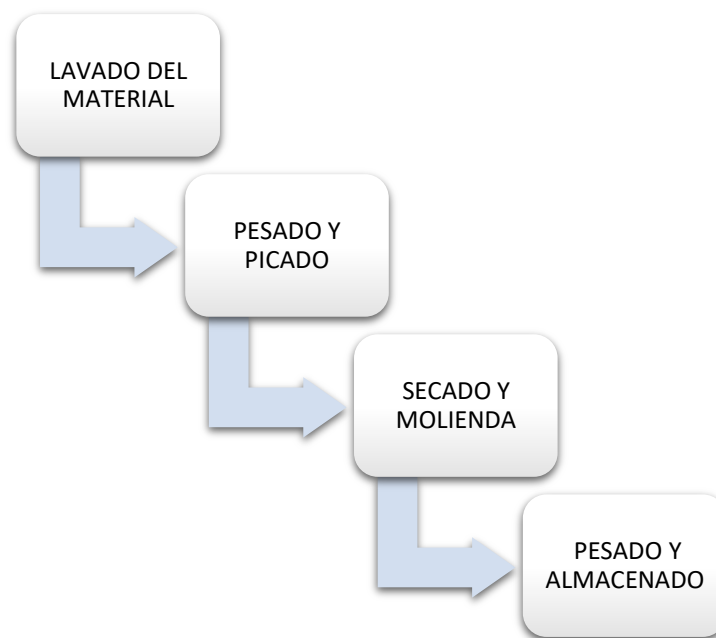 LAVADO DEL
MATERIAL
PESADO Y
PICADO
SECADO Y
MOLIENDA
PESADO Y
ALMACENADO